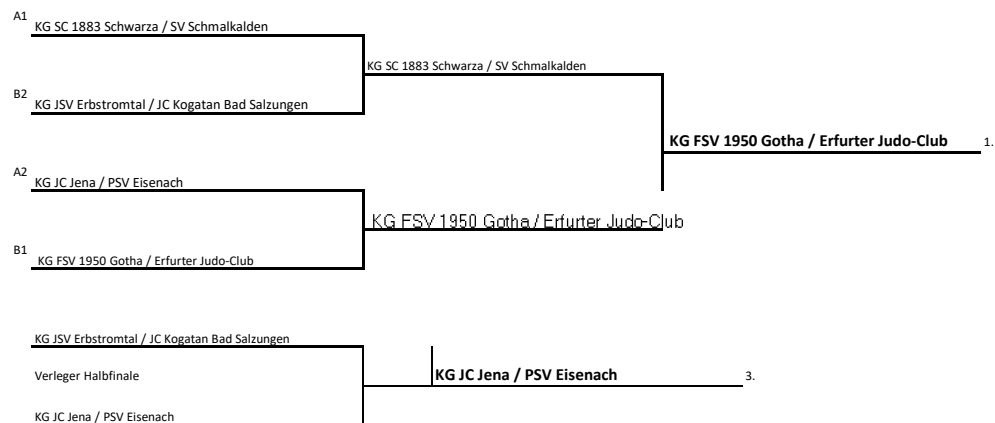 A1
KG SC 1883 Schwarza / SV Schmalkalden
KG SC 1883 Schwarza / SV Schmalkalden
B2
KG JSV Erbstromtal / JC Kogatan Bad Salzungen
KG FSV 1950 Gotha / Erfurter Judo-Club 1.
A2
KG JC Jena / PSV Eisenach
KG FSV 1950 Gotha / Erfurter Judo-Club
B1
KG FSV 1950 Gotha / Erfurter Judo-Club
KG JSV Erbstromtal / JC Kogatan Bad Salzungen
Verleger Halbfinale
KG JC Jena / PSV Eisenach 3.
KG JC Jena / PSV Eisenach